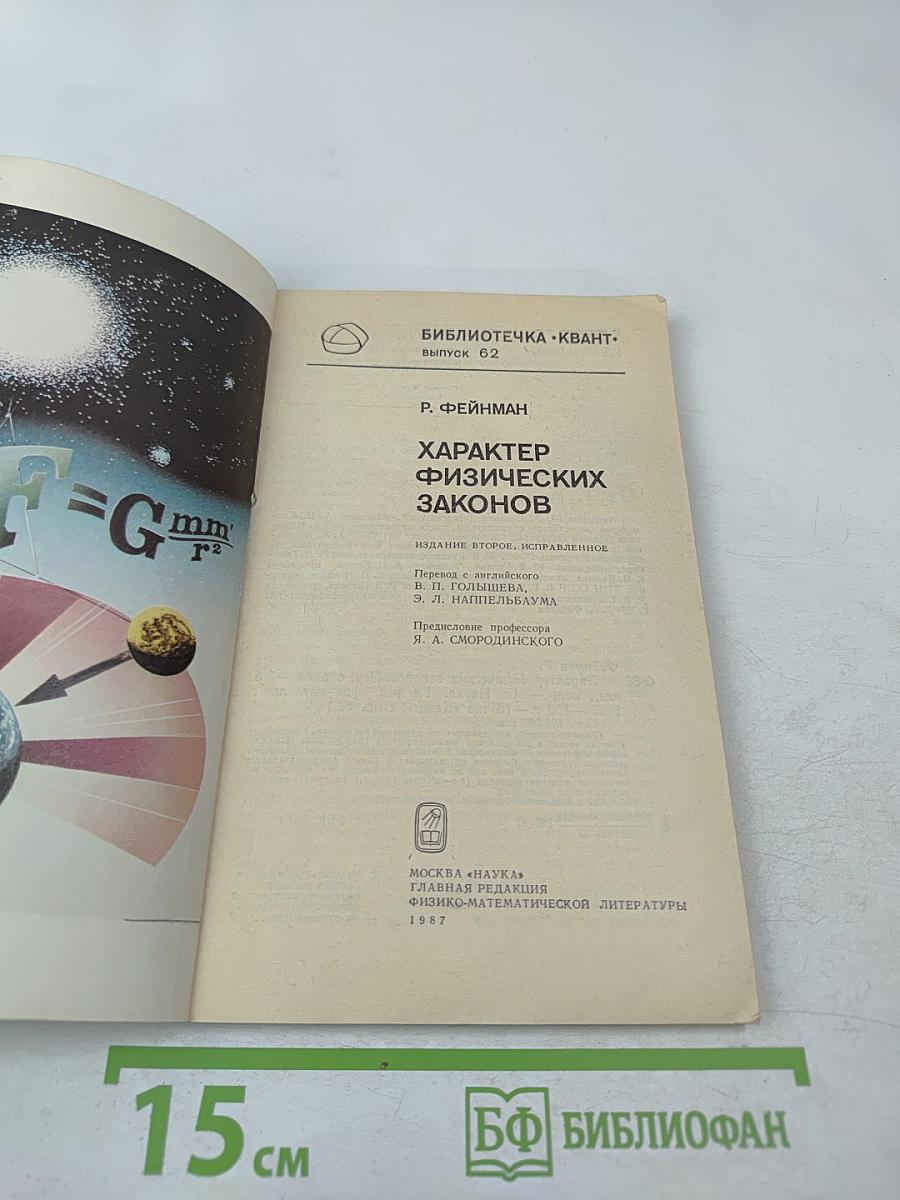 F = G mm' / r²
БИБЛИОТЕЧКА •КВАНТ•
ВЫПУСК 62
Р. ФЕЙНМАН
ХАРАКТЕР
ФИЗИЧЕСКИХ
ЗАКОНОВ
ИЗДАНИЕ ВТОРОЕ, ИСПРАВЛЕННОЕ
Перевод с английского
В. П. ГОЛЫШЕВА,
Э. Л. НАППЕЛЬБАУМА
Предисловие профессора
Я. А. СМОРОДИНСКОГО
МОСКВА «НАУКА»
ГЛАВНАЯ РЕДАКЦИЯ
ФИЗИКО-МАТЕМАТИЧЕСКОЙ ЛИТЕРАТУРЫ
1987
15 см
БФ БИБЛИОФАН